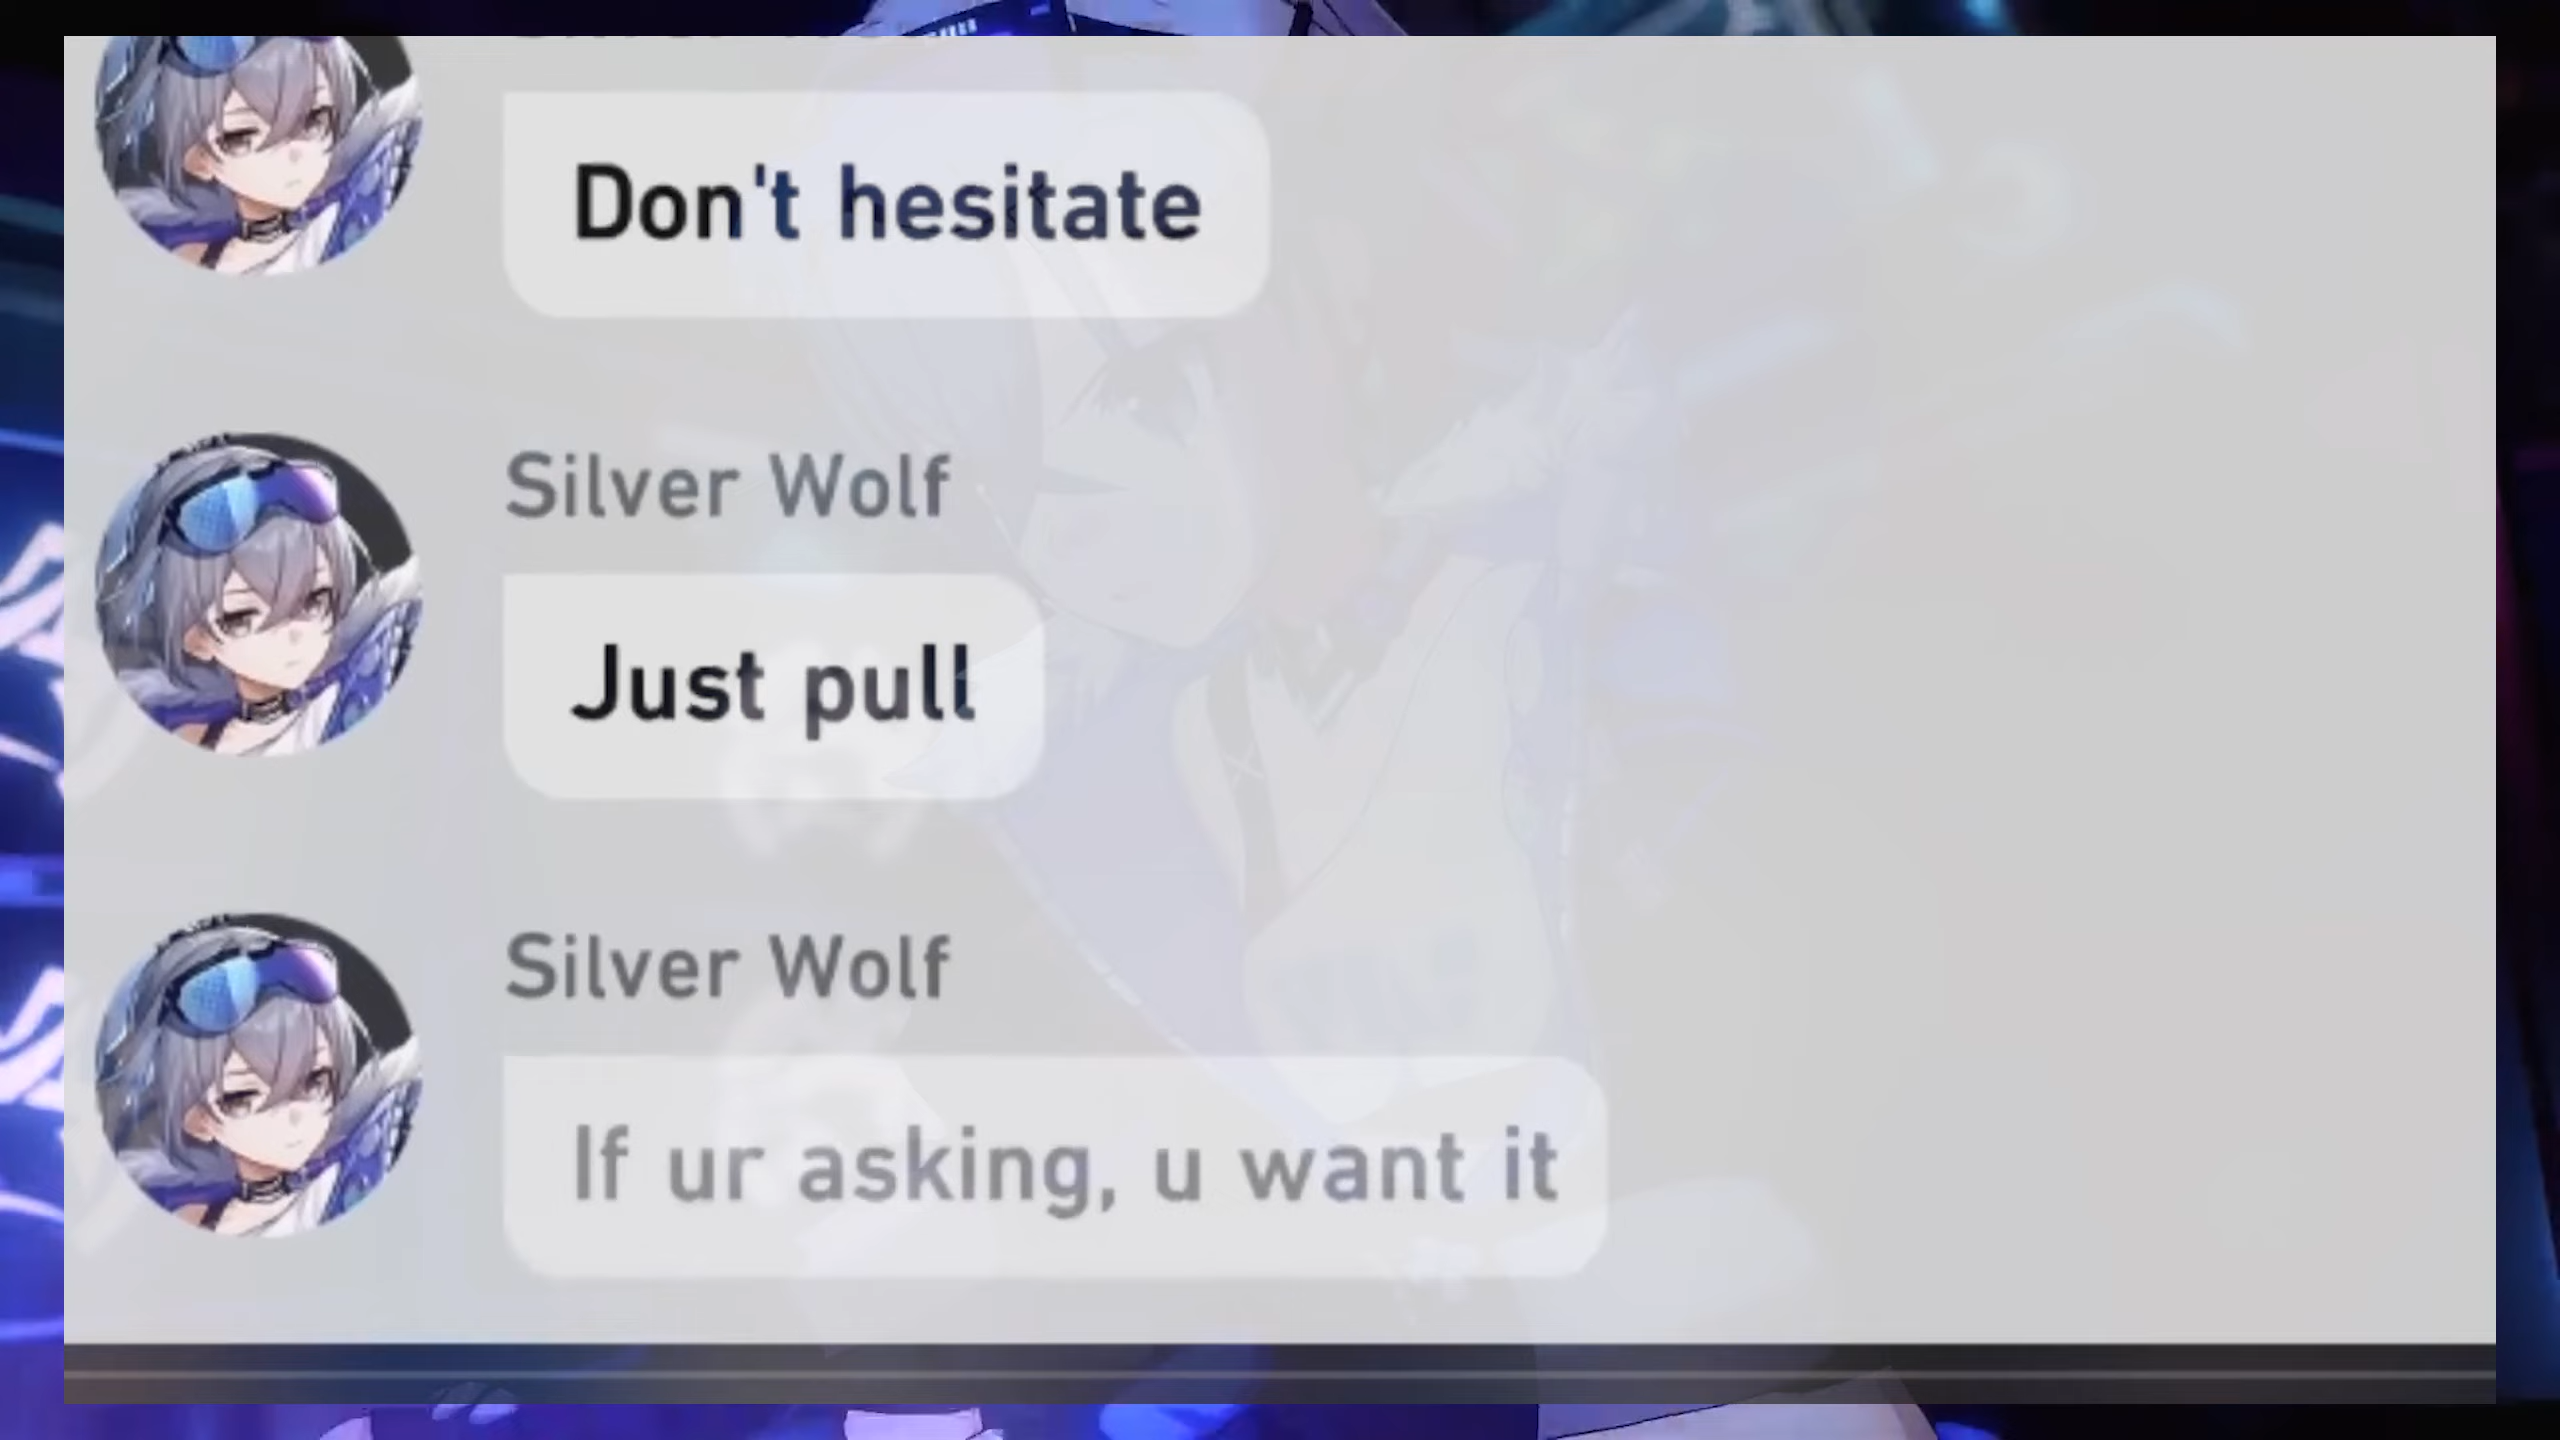 Don't hesitate
Silver Wolf
Just pull
Silver Wolf
If ur asking, u want it